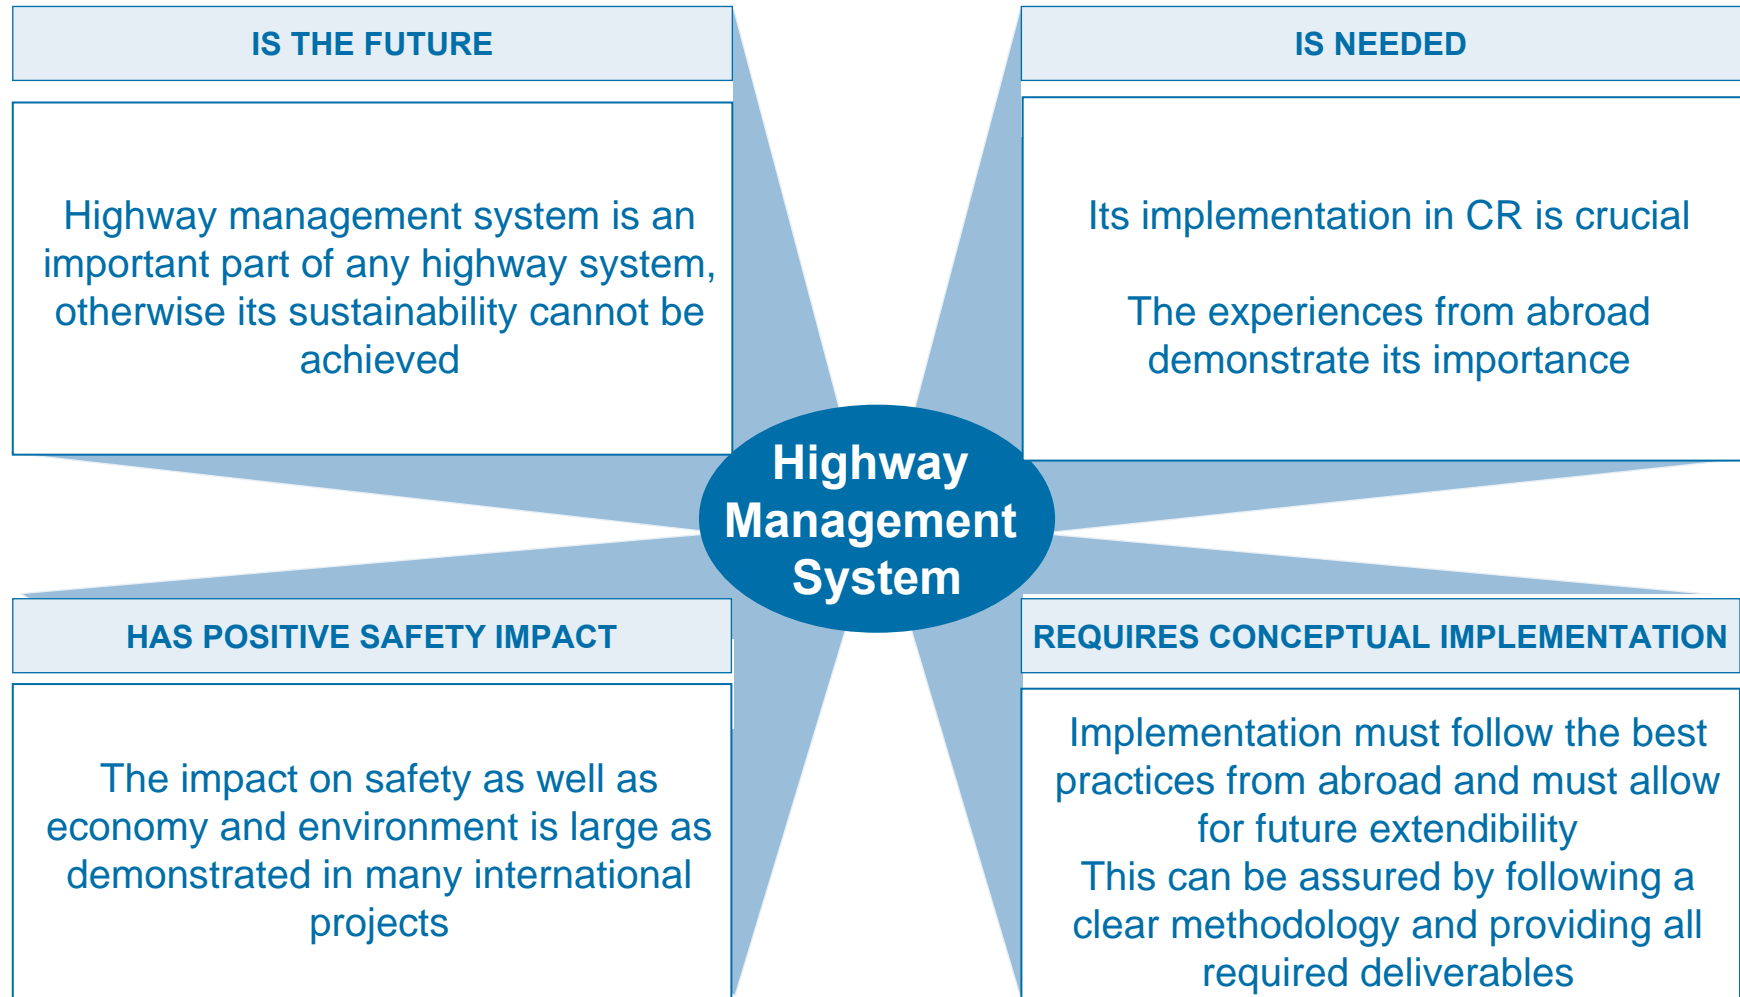 IS THE FUTURE
Highway management system is an
important part of any highway system,
otherwise its sustainability cannot be
achieved
IS NEEDED
Its implementation in CR is crucial
The experiences from abroad
demonstrate its importance
Highway
Management
System
HAS POSITIVE SAFETY IMPACT
The impact on safety as well as
economy and environment is large as
demonstrated in many international
projects
REQUIRES CONCEPTUAL IMPLEMENTATION
Implementation must follow the best
practices from abroad and must allow
for future extendibility
This can be assured by following a
clear methodology and providing all
required deliverables